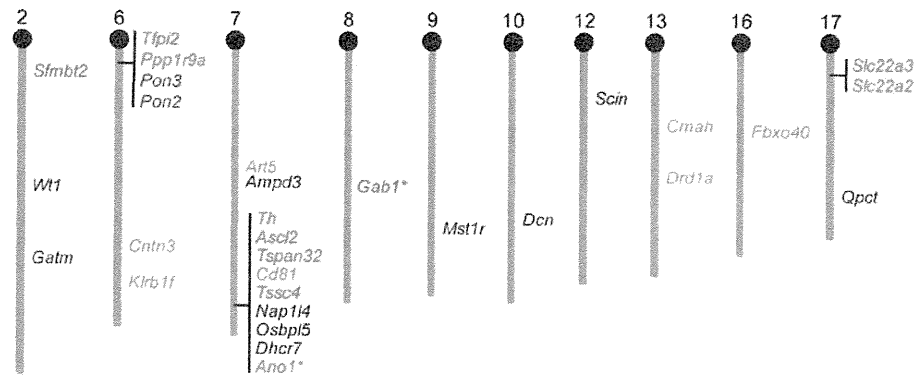 2 6 7 8 9 10 12 13 16 17
Sfmbt2
Wt1
Gatm
Tfpi2
Ppp1r9a
Pon3
Pon2
Cntn3
Klrb1f
Art5
Ampd3
Th
Ascl2
Tspan32
Cd81
Tssc4
Nap1l4
Osbpl5
Dhcr7
Ano1*
Gab1*
Mst1r
Dcn
Scin
Cmah
Drd1a
Fbxo40
Slc22a3
Slc22a2
Qpct